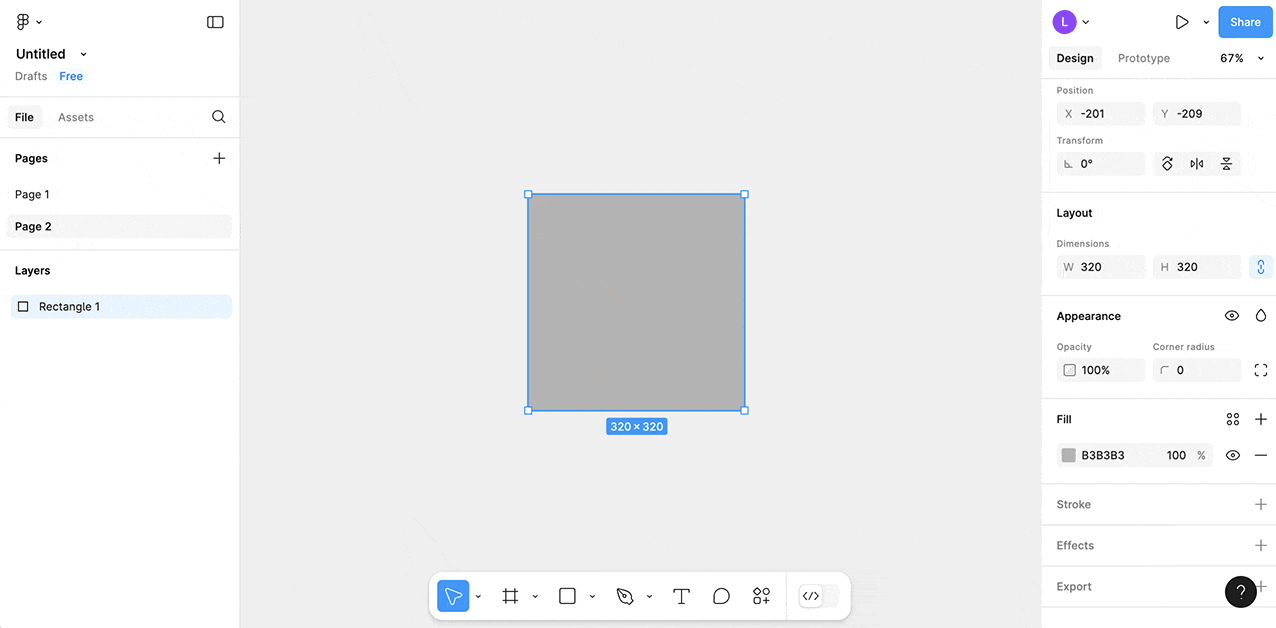 Untitled
Drafts Free
File Assets
Pages
Page 1
Page 2
Layers
Rectangle 1
320 × 320
L
Share
Design Prototype 67%
Position
X -201 Y -209
Transform
0°
Layout
Dimensions
W 320 H 320
Appearance
Opacity Corner radius
100% 0
Fill
B3B3B3 100 %
Stroke
Effects
Export
?